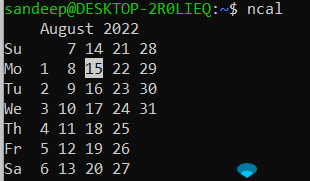 sandeep@DESKTOP-2R0LIEQ:~$ ncal
    August 2022
Su     7 14 21 28
Mo  1  8 15 22 29
Tu  2  9 16 23 30
We  3 10 17 24 31
Th  4 11 18 25
Fr  5 12 19 26
Sa  6 13 20 27